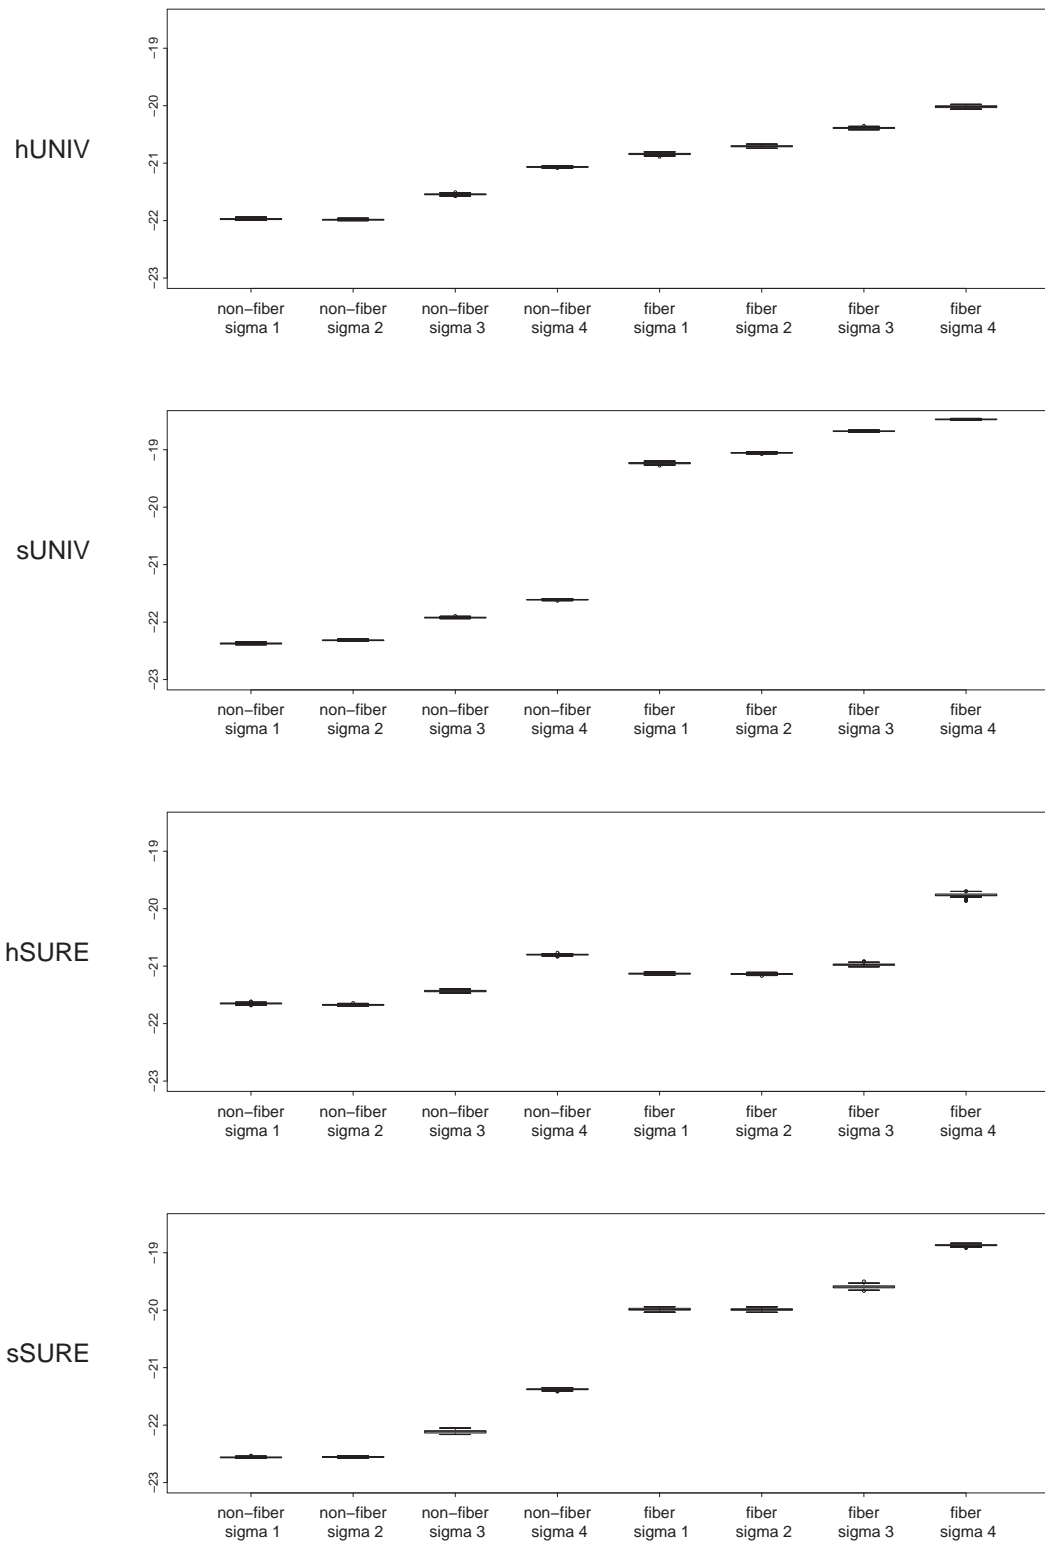 hUNIV
−19
−20
−21
−22
−23
non−fiber non−fiber non−fiber non−fiber fiber fiber fiber fiber
sigma 1 sigma 2 sigma 3 sigma 4 sigma 1 sigma 2 sigma 3 sigma 4
sUNIV
−19
−20
−21
−22
−23
non−fiber non−fiber non−fiber non−fiber fiber fiber fiber fiber
sigma 1 sigma 2 sigma 3 sigma 4 sigma 1 sigma 2 sigma 3 sigma 4
hSURE
−19
−20
−21
−22
−23
non−fiber non−fiber non−fiber non−fiber fiber fiber fiber fiber
sigma 1 sigma 2 sigma 3 sigma 4 sigma 1 sigma 2 sigma 3 sigma 4
sSURE
−19
−20
−21
−22
−23
non−fiber non−fiber non−fiber non−fiber fiber fiber fiber fiber
sigma 1 sigma 2 sigma 3 sigma 4 sigma 1 sigma 2 sigma 3 sigma 4